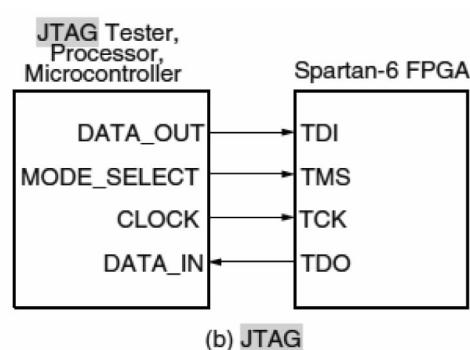 JTAG Tester,
Processor,
Microcontroller
Spartan-6 FPGA
DATA_OUT TDI
MODE_SELECT TMS
CLOCK TCK
DATA_IN TDO
(b) JTAG